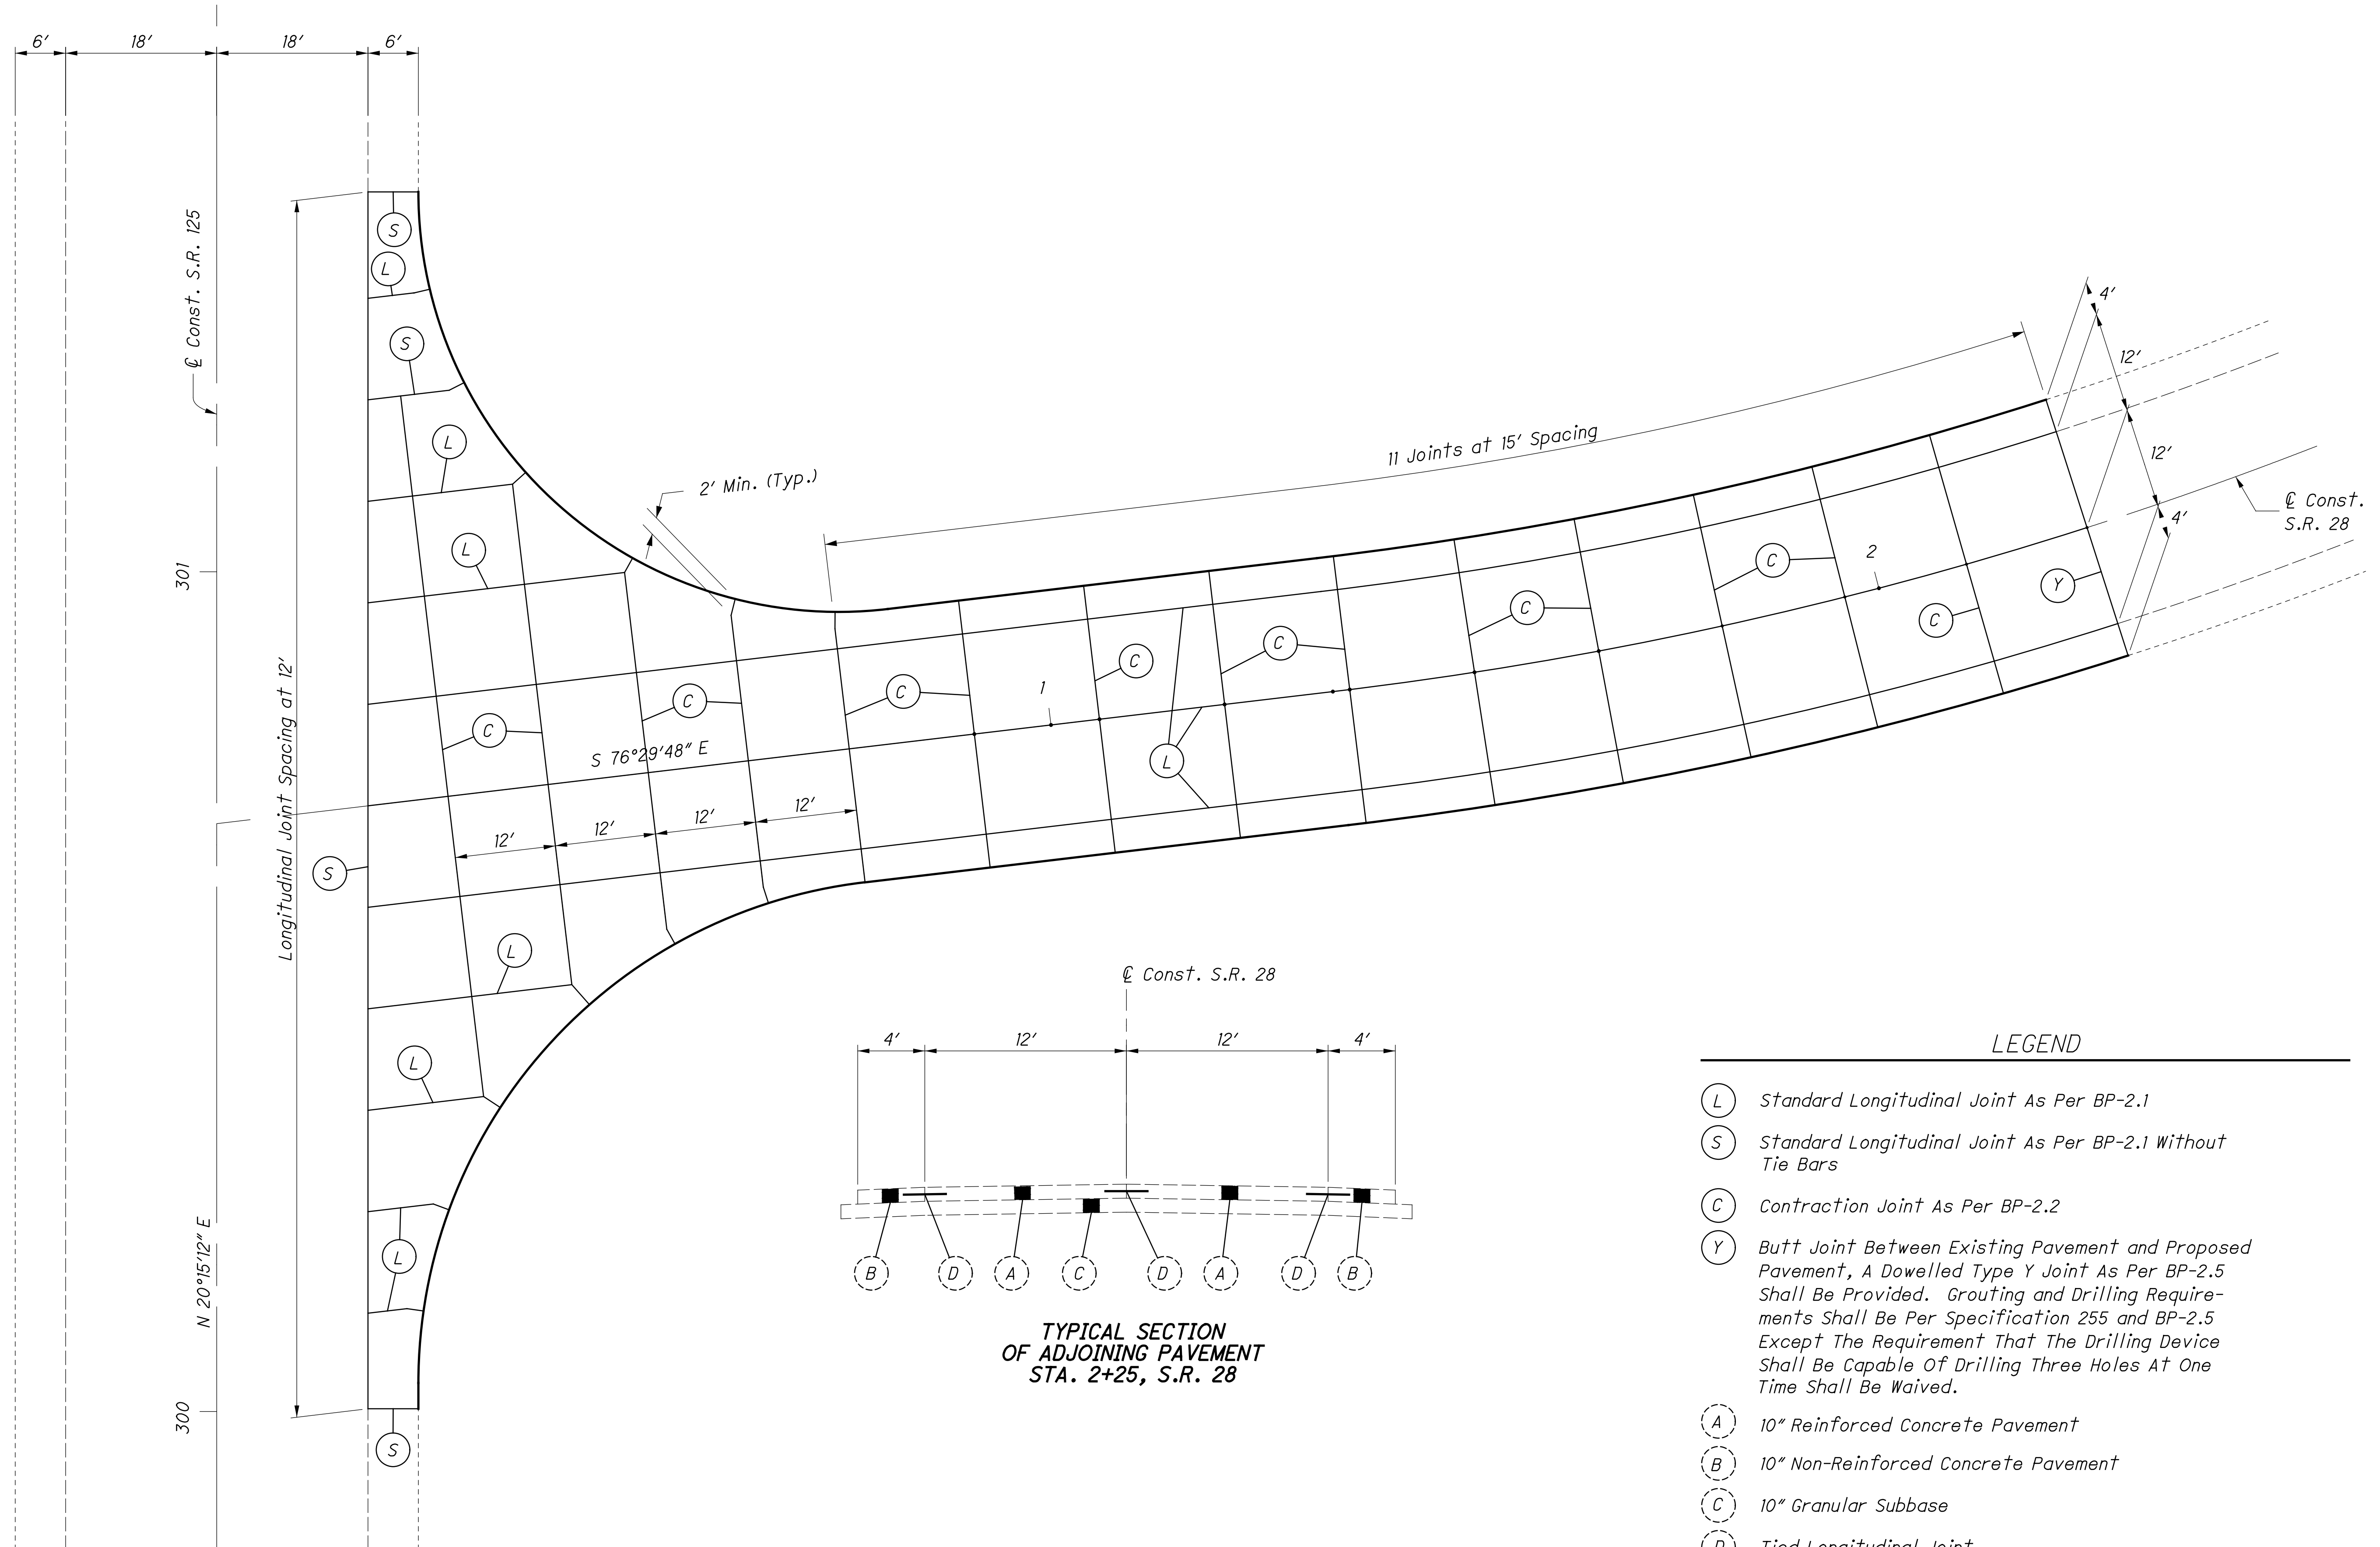 6' 18' 18' 6'
℄ Const. S.R. 125
S
L
S
L
L
2' Min. (Typ.)
11 Joints at 15' Spacing
4'
12'
12'
4'
℄ Const.
S.R. 28
301
Longitudinal Joint Spacing at 12'
C
C
C
C
C
C
C
C
Y
1
2
L
S 76°29'48" E
12' 12' 12' 12'
S
L
L
L
N 20°15'12" E
300
S
℄ Const. S.R. 28
4' 12' 12' 4'
B D A C D A D B
TYPICAL SECTION
OF ADJOINING PAVEMENT
STA. 2+25, S.R. 28
LEGEND
L Standard Longitudinal Joint As Per BP-2.1
S Standard Longitudinal Joint As Per BP-2.1 Without
Tie Bars
C Contraction Joint As Per BP-2.2
Y Butt Joint Between Existing Pavement and Proposed
Pavement, A Dowelled Type Y Joint As Per BP-2.5
Shall Be Provided. Grouting and Drilling Require-
ments Shall Be Per Specification 255 and BP-2.5
Except The Requirement That The Drilling Device
Shall Be Capable Of Drilling Three Holes At One
Time Shall Be Waived.
A 10" Reinforced Concrete Pavement
B 10" Non-Reinforced Concrete Pavement
C 10" Granular Subbase
D Tied Longitudinal Joint